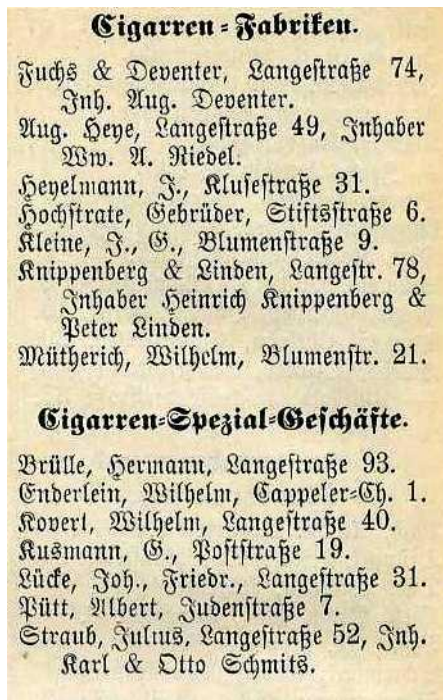 Cigarren-Fabriken.
Fuchs & Deventer, Langestraße 74,
Inh. Aug. Deventer.
Aug. Heye, Langestraße 49, Inhaber
Ww. A. Riedel.
Heyelmann, J., Klusestraße 31.
Hochstrate, Gebrüder, Stiftsstraße 6.
Kleine, J., G., Blumenstraße 9.
Knippenberg & Linden, Langestr. 78,
Inhaber Heinrich Knippenberg &
Peter Linden.
Mütherich, Wilhelm, Blumenstr. 21.
Cigarren-Spezial-Geschäfte.
Brülle, Hermann, Langestraße 93.
Enderlein, Wilhelm, Cappeler-Ch. 1.
Kovert, Wilhelm, Langestraße 40.
Kusmann, G., Poststraße 19.
Lücke, Joh., Friedr., Langestraße 31.
Pütt, Albert, Judenstraße 7.
Straub, Julius, Langestraße 52, Inh.
Karl & Otto Schmits.